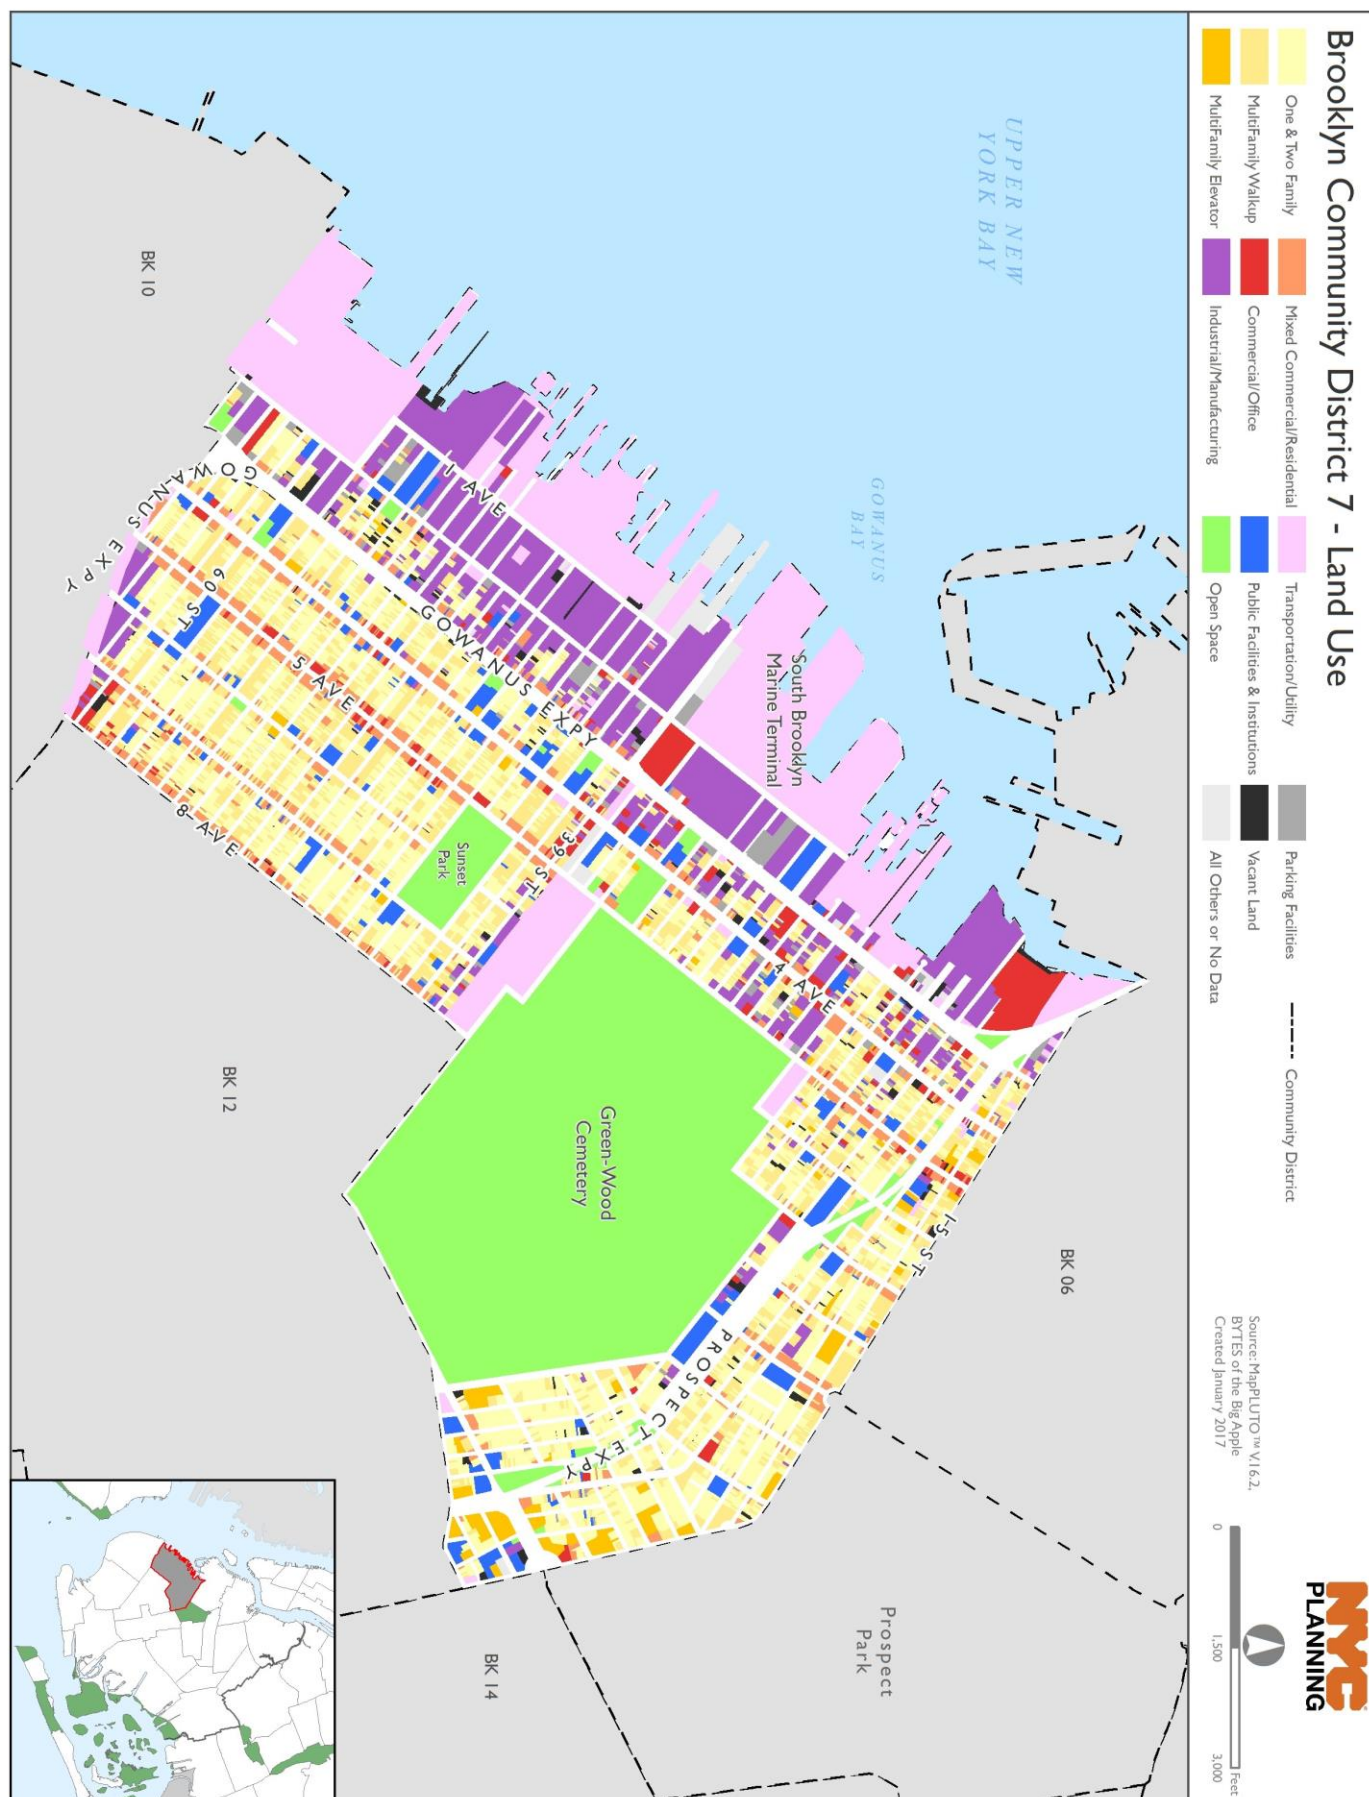 Brooklyn Community District 7 - Land Use
One & Two Family
MultiFamily Walkup
MultiFamily Elevator
Mixed Commercial/Residential
Commercial/Office
Industrial/Manufacturing
Transportation/Utility
Public Facilities & Institutions
Open Space
Parking Facilities
Vacant Land
All Others or No Data
Community District
Source: MapPLUTO™ V.16.2,
BYTES of the Big Apple
Created January 2017
0
1,500
3,000
Feet
NYC
PLANNING
UPPER NEW
YORK BAY
GOWANUS
BAY
South Brooklyn
Marine Terminal
BK 06
15 ST
4 AVE
1 AVE
GOWANUS EXPY
39 ST
5 AVE
Sunset
Park
Green-Wood
Cemetery
PROSPECT EXPY
Prospect
Park
60 ST
GOWANUS EXPY
8 AVE
BK 10
BK 12
BK 14